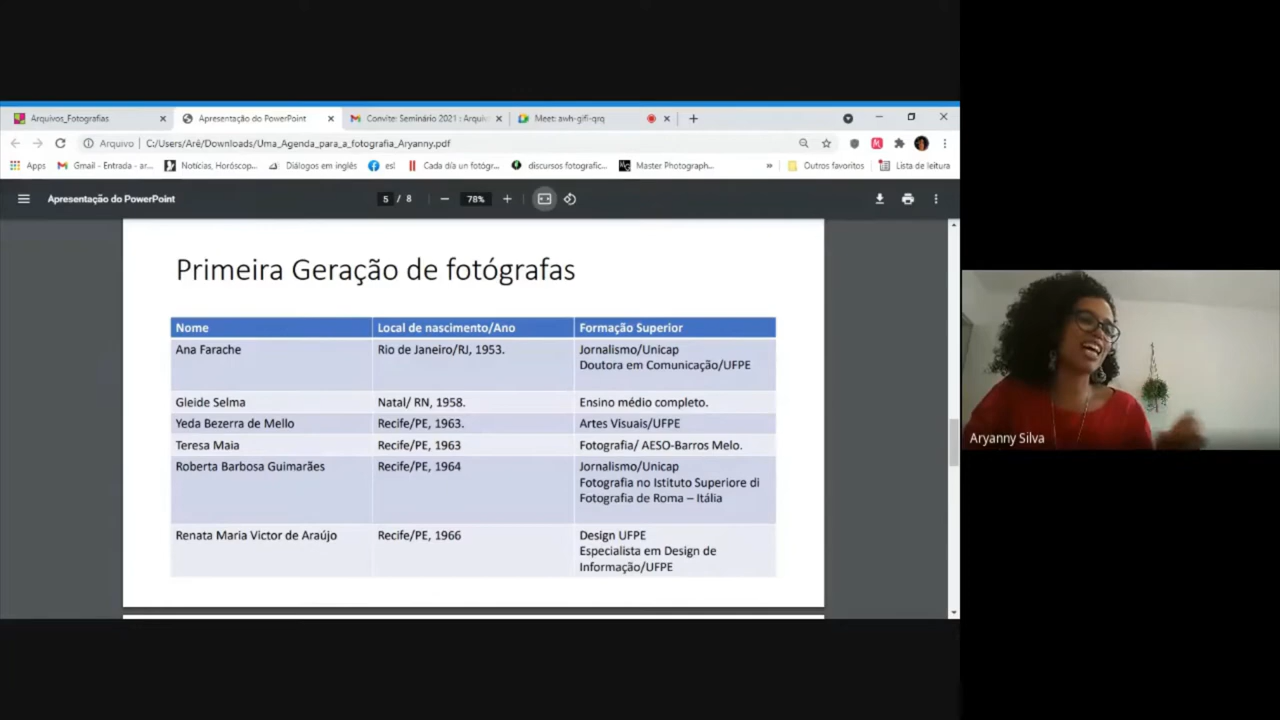 Arquivos_Fotografias
Apresentação do PowerPoint
Convite: Seminário 2021 : Arqui
Meet: awh-gifi-qrq
Arquivo
C:/Users/Arê/Downloads/Uma_Agenda_para_a_fotografia_Aryanny.pdf
Apps
Gmail - Entrada - ar...
Notícias, Horóscop...
Diálogos em inglês
es!
Cada día un fotógr...
discursos fotografic...
Master Photograph...
»
Outros favoritos
Lista de leitura
Apresentação do PowerPoint
5 / 8
78%
Primeira Geração de fotógrafas
Nome Local de nascimento/Ano Formação Superior
Ana Farache Rio de Janeiro/RJ, 1953. Jornalismo/Unicap
Doutora em Comunicação/UFPE
Gleide Selma Natal/ RN, 1958. Ensino médio completo.
Yeda Bezerra de Mello Recife/PE, 1963. Artes Visuais/UFPE
Teresa Maia Recife/PE, 1963 Fotografia/ AESO-Barros Melo.
Roberta Barbosa Guimarães Recife/PE, 1964 Jornalismo/Unicap
Fotografia no Istituto Superiore di
Fotografia de Roma – Itália
Renata Maria Victor de Araújo Recife/PE, 1966 Design UFPE
Especialista em Design de
Informação/UFPE
Aryanny Silva